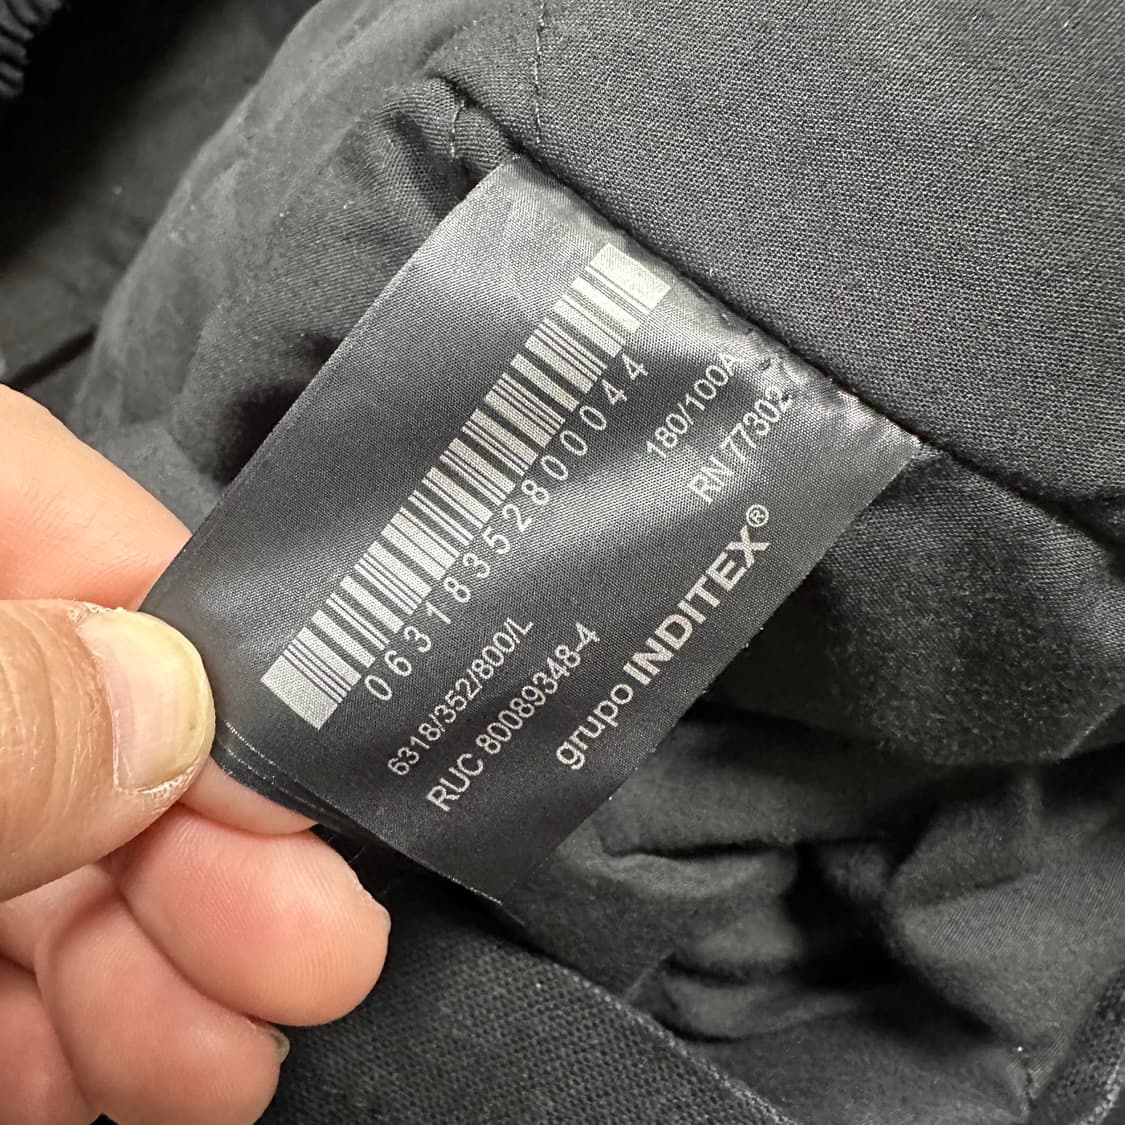 06318352800044
6318/352/800/L
180/100A
RUC 80089348-4
RN 77302
grupo INDITEX®